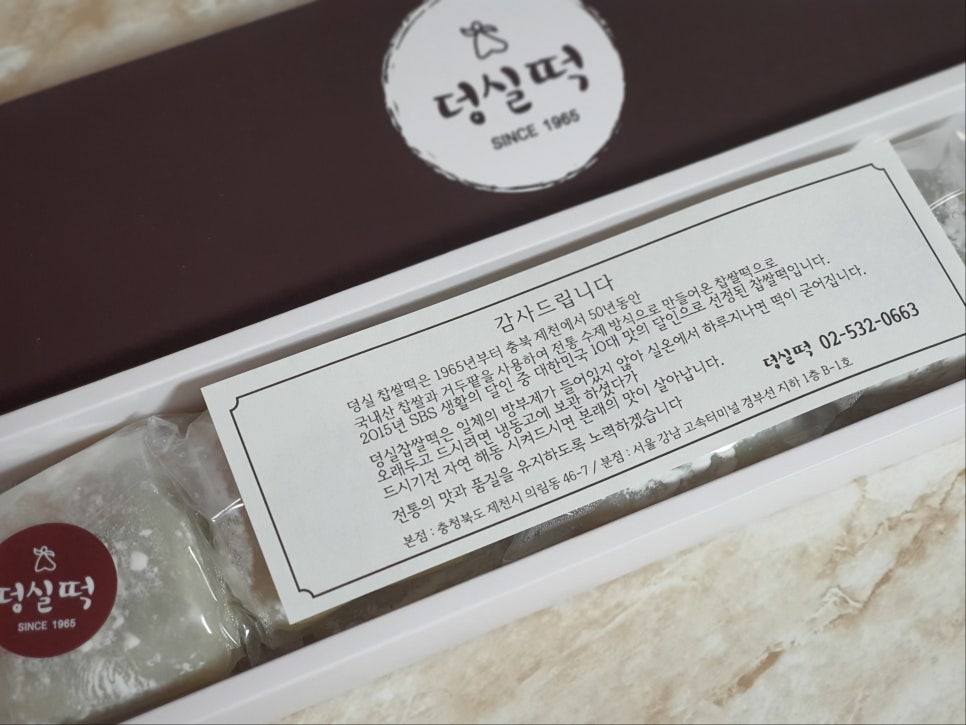 덩실떡
SINCE 1965
감사드립니다
덩실 찹쌀떡은 1965년부터 충북 제천에서 50년동안
국내산 찹쌀과 거두팥을 사용하여 전통 수제 방식으로 만들어온 찹쌀떡으로
2015년 SBS 생활의 달인 중 대한민국 10대 맛의 달인으로 선정된 찹쌀떡입니다.
덩실찹쌀떡은 일체의 방부제가 들어있지 않아 실온에서 하루지나면 떡이 굳어집니다.
오래두고 드시려면 냉동고에 보관 하셨다가
드시기전 자연 해동 시켜드시면 본래의 맛이 살아납니다.
전통의 맛과 품질을 유지하도록 노력하겠습니다
덩실떡 02-532-0663
본점 : 충청북도 제천시 의림동 46-7 / 분점 : 서울 강남 고속터미널 경부선 지하 1층 B-1호
덩실떡
SINCE 1965